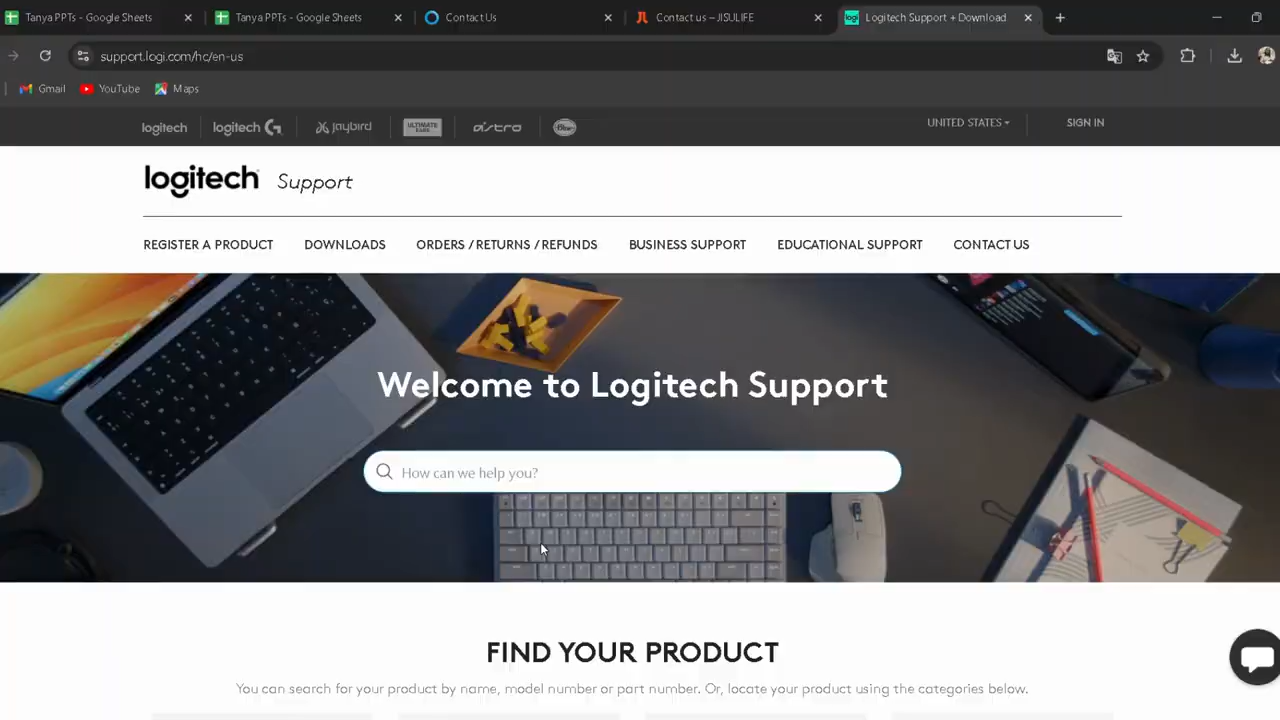 Tanya PPTs - Google Sheets
Tanya PPTs - Google Sheets
Contact Us
Contact us – JISULIFE
Logitech Support + Download
support.logi.com/hc/en-us
Gmail
YouTube
Maps
logitech
logitech G
Jaybird
ULTIMATE EARS
ASTRO
Blue
UNITED STATES
SIGN IN
logitech Support
REGISTER A PRODUCT
DOWNLOADS
ORDERS / RETURNS / REFUNDS
BUSINESS SUPPORT
EDUCATIONAL SUPPORT
CONTACT US
Welcome to Logitech Support
How can we help you?
FIND YOUR PRODUCT
You can search for your product by name, model number or part number. Or, locate your product using the categories below.